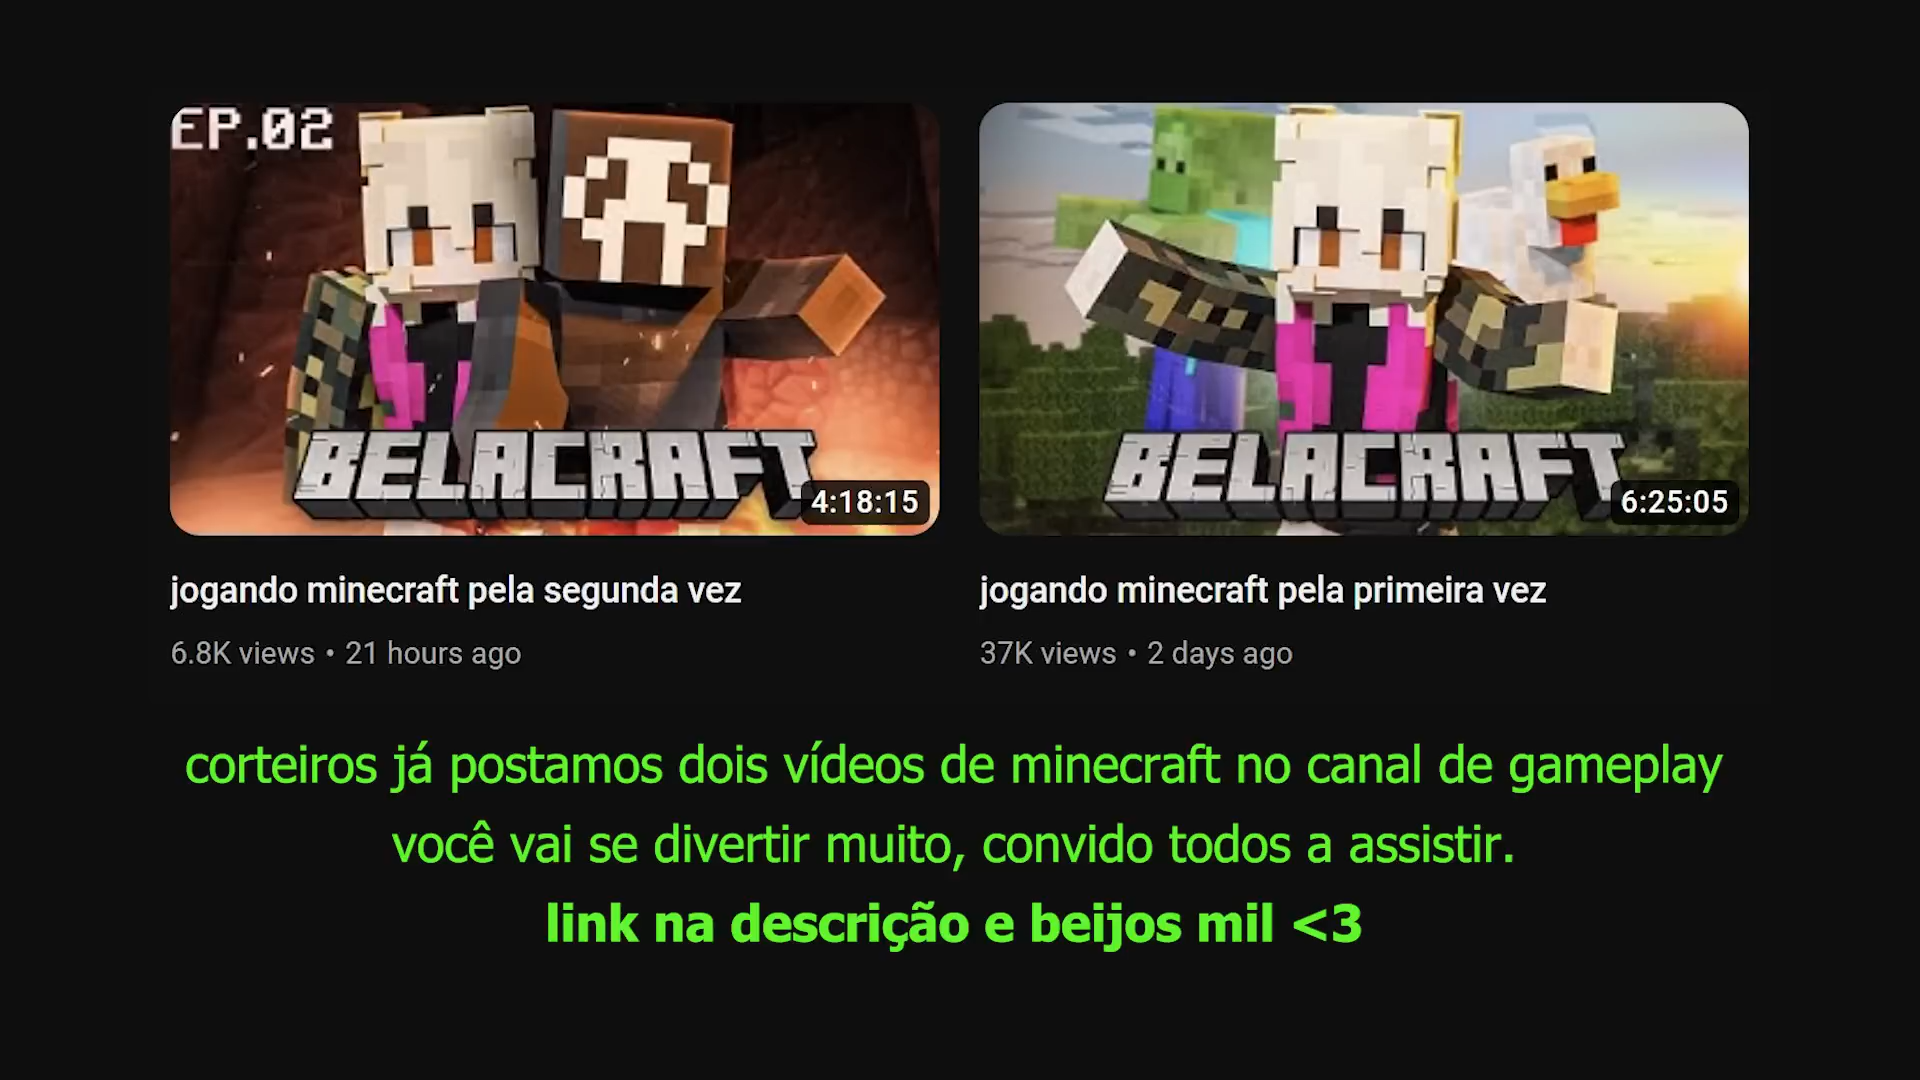 EP.02
BELACRAFT
4:18:15
BELACRAFT
6:25:05
jogando minecraft pela segunda vez
6.8K views • 21 hours ago
jogando minecraft pela primeira vez
37K views • 2 days ago
corteiros já postamos dois vídeos de minecraft no canal de gameplay
você vai se divertir muito, convido todos a assistir.
link na descrição e beijos mil <3